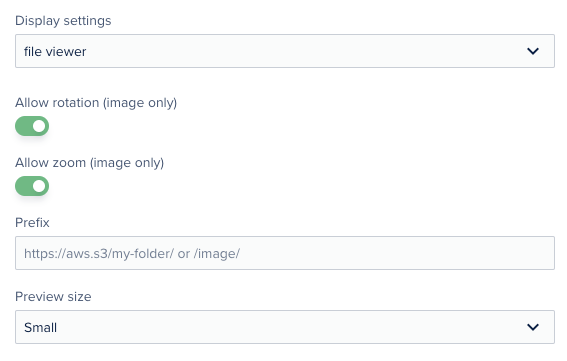 Display settings
file viewer
Allow rotation (image only)
Allow zoom (image only)
Prefix
https://aws.s3/my-folder/ or /image/
Preview size
Small